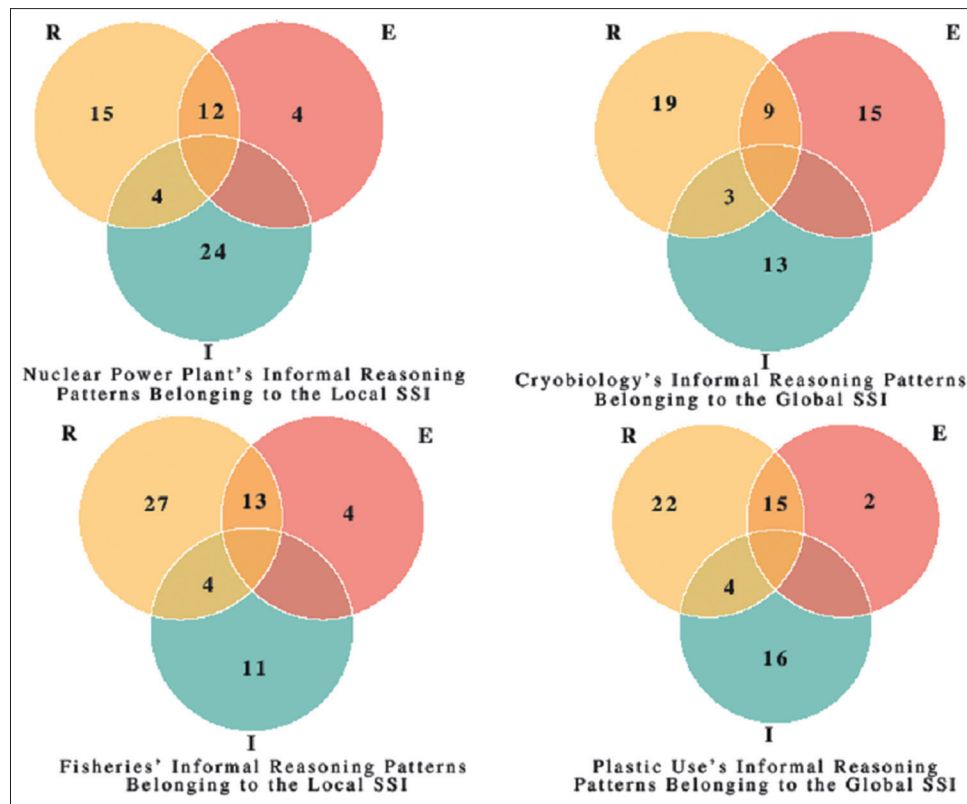 R E
15 12 4
4
24
I
Nuclear Power Plant's Informal Reasoning
Patterns Belonging to the Local SSI
R E
19 9 15
3
13
I
Cryobiology's Informal Reasoning Patterns
Belonging to the Global SSI
R E
27 13 4
4
11
I
Fisheries' Informal Reasoning Patterns
Belonging to the Local SSI
R E
22 15 2
4
16
I
Plastic Use's Informal Reasoning
Patterns Belonging to the Global SSI